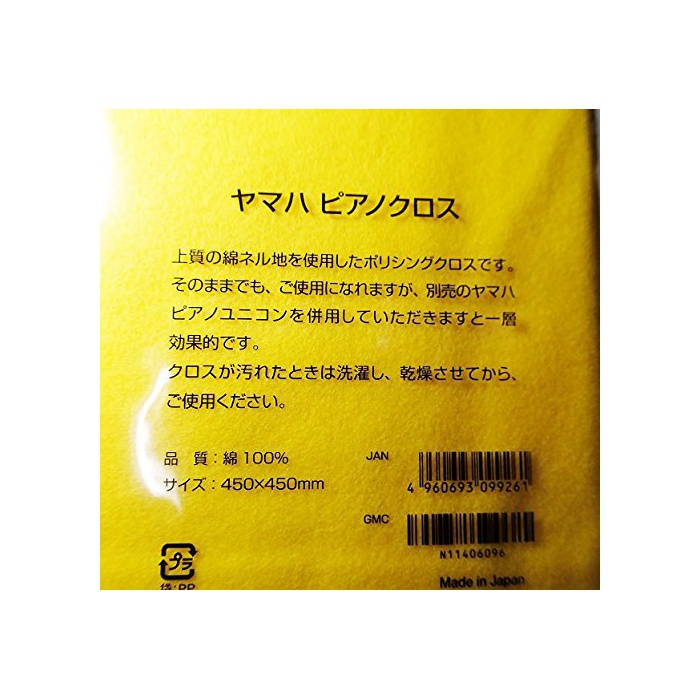 ヤマハ ピアノクロス
上質の綿ネル地を使用したポリシングクロスです。
そのままでも、ご使用になれますが、別売のヤマハ
ピアノユニコンを併用していただきますと一層
効果的です。
クロスが汚れたときは洗濯し、乾燥させてから、
ご使用ください。
品 質：綿100%
サイズ：450×450mm
JAN
4 960693 099261
GMC
N11406096
Made in Japan
プラ
袋:PP